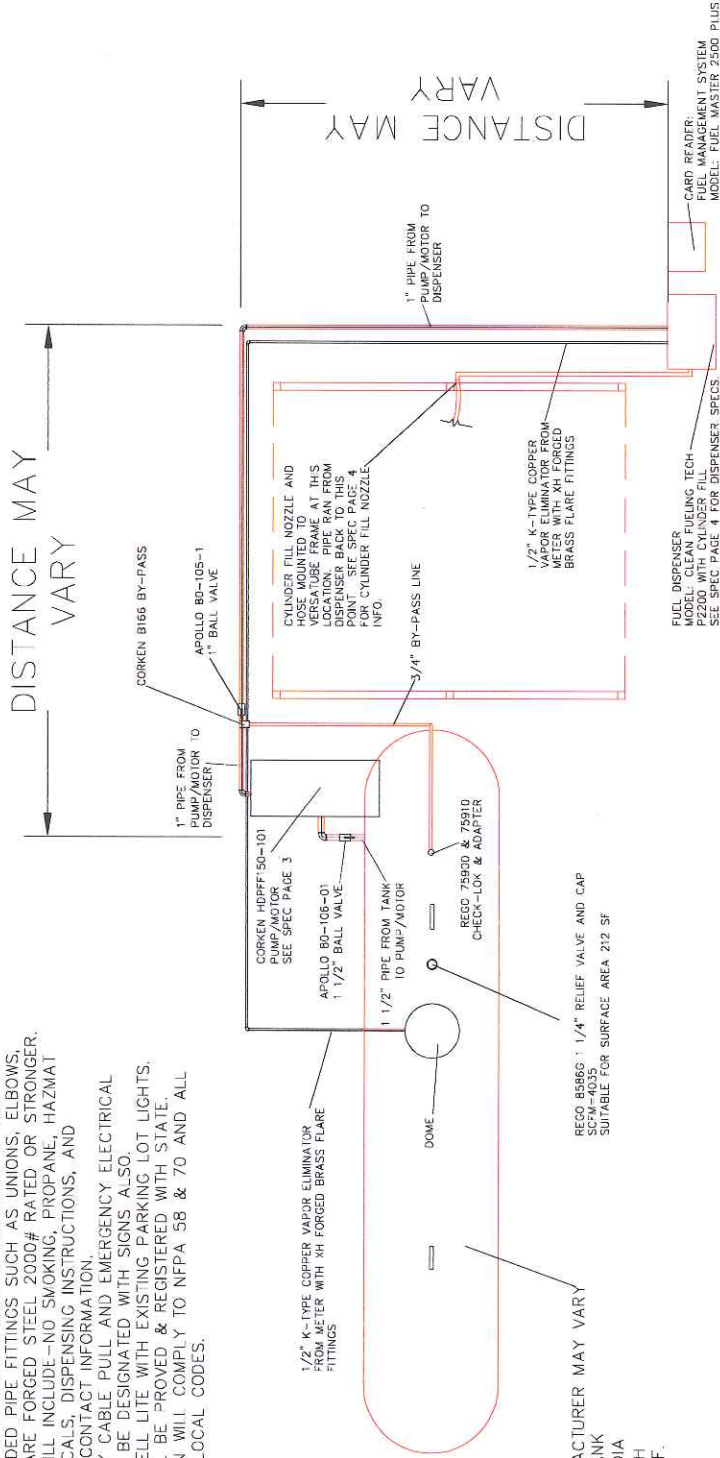 DED PIPE FITTINGS SUCH AS UNIONS, ELBOWS,
ARE FORGED STEEL 2000# RATED OR STRONGER.
ILL INCLUDE-NO SMOKING, PROPANE, HAZMAT
CALS, DISPENSING INSTRUCTIONS, AND
CONTACT INFORMATION.
Y CABLE PULL AND EMERGENCY ELECTRICAL
BE DESIGNATED WITH SIGNS ALSO.
ELL LITE WITH EXISTING PARKING LOT LIGHTS.
BE PROVED & REGISTERED WITH STATE.
N WILL COMPLY TO NFPA 58 & 70 AND ALL
LOCAL CODES.
DISTANCE MAY
VARY
DISTANCE MAY
VARY
CORKEN B166 BY-PASS
APOLLO 80-105-1
1" BALL VALVE
1" PIPE FROM
PUMP/MOTOR TO
DISPENSER
1" PIPE FROM
PUMP/MOTOR TO
DISPENSER
CORKEN HDPFF150-101
PUMP/MOTOR
SEE SPEC PAGE 3
APOLLO 80-106-01
1 1/2" BALL VALVE
1 1/2" PIPE FROM TANK
TO PUMP/MOTOR
CYLINDER FILL NOZZLE AND
HOSE MOUNTED TO
VERSATUBE FRAME AT THIS
LOCATION. PIPE RAN FROM
DISPENSER BACK TO THIS
POINT. SEE SPEC PAGE 4
FOR CYLINDER FILL NOZZLE
INFO.
3/4" BY-PASS LINE
1/2" K-TYPE COPPER
VAPOR ELIMINATOR FROM
METER WITH XH FORGED
BRASS FLARE FITTINGS
1/2" K-TYPE COPPER VAPOR ELIMINATOR
FROM METER WITH XH FORGED BRASS FLARE
FITTINGS
DOME
REGO 75900 & 75910
CHECK-LOK & ADAPTER
REGO 8586G 1 1/4" RELIEF VALVE AND CAP
SCFM=4035
SUITABLE FOR SURFACE AREA 212 SF
CARD READER:
FUEL MANAGEMENT SYSTEM
MODEL: FUEL MASTER 2500 PLUS
FUEL DISPENSER
MODEL: CLEAN FUELING TECH
P2200 WITH CYLINDER FILL
SEE SPEC PAGE 4 FOR DISPENSER SPECS.
ACTURER MAY VARY
ANK
DIA
H
F.